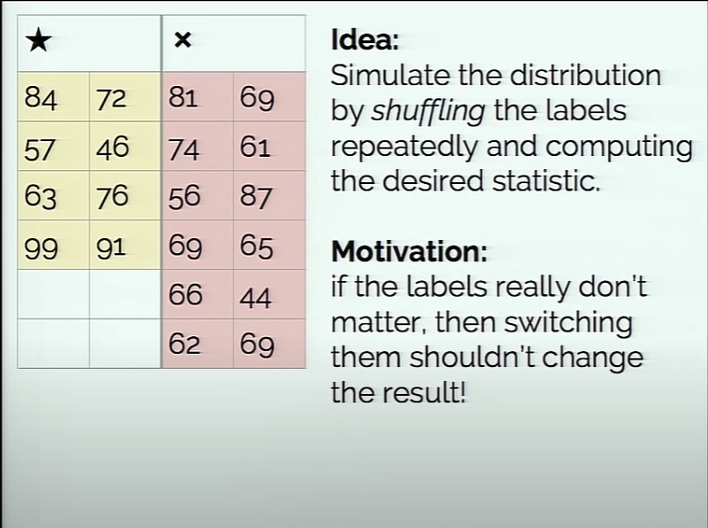 ★ ×
84 72 81 69
57 46 74 61
63 76 56 87
99 91 69 65
66 44
62 69
Idea:
Simulate the distribution
by shuffling the labels
repeatedly and computing
the desired statistic.
Motivation:
if the labels really don't
matter, then switching
them shouldn't change
the result!